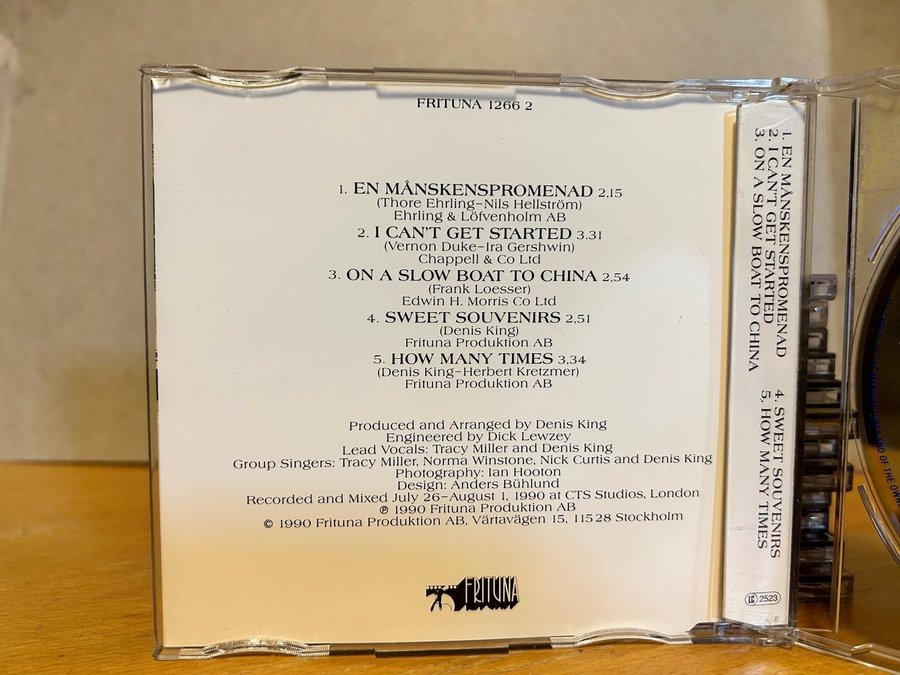 FRITUNA 1266 2
1. EN MÅNSKENSPROMENAD 2,15
(Thore Ehrling–Nils Hellström)
Ehrling & Löfvenholm AB
2. I CAN'T GET STARTED 3.31
(Vernon Duke–Ira Gershwin)
Chappell & Co Ltd
3. ON A SLOW BOAT TO CHINA 2,54
(Frank Loesser)
Edwin H. Morris Co Ltd
4. SWEET SOUVENIRS 2,51
(Denis King)
Frituna Produktion AB
5. HOW MANY TIMES 3,34
(Denis King–Herbert Kretzmer)
Frituna Produktion AB
Produced and Arranged by Denis King
Engineered by Dick Lewzey
Lead Vocals: Tracy Miller and Denis King
Group Singers: Tracy Miller, Norma Winstone, Nick Curtis and Denis King
Photography: Ian Hooton
Design: Anders Bühlund
Recorded and Mixed July 26–August 1, 1990 at CTS Studios, London
℗ 1990 Frituna Produktion AB
© 1990 Frituna Produktion AB, Värtavägen 15, 115 28 Stockholm
FRITUNA
1. EN MÅNSKENSPROMENAD
2. I CAN'T GET STARTED
3. ON A SLOW BOAT TO CHINA
4. SWEET SOUVENIRS
5. HOW MANY TIMES
LC 2523
OF THE